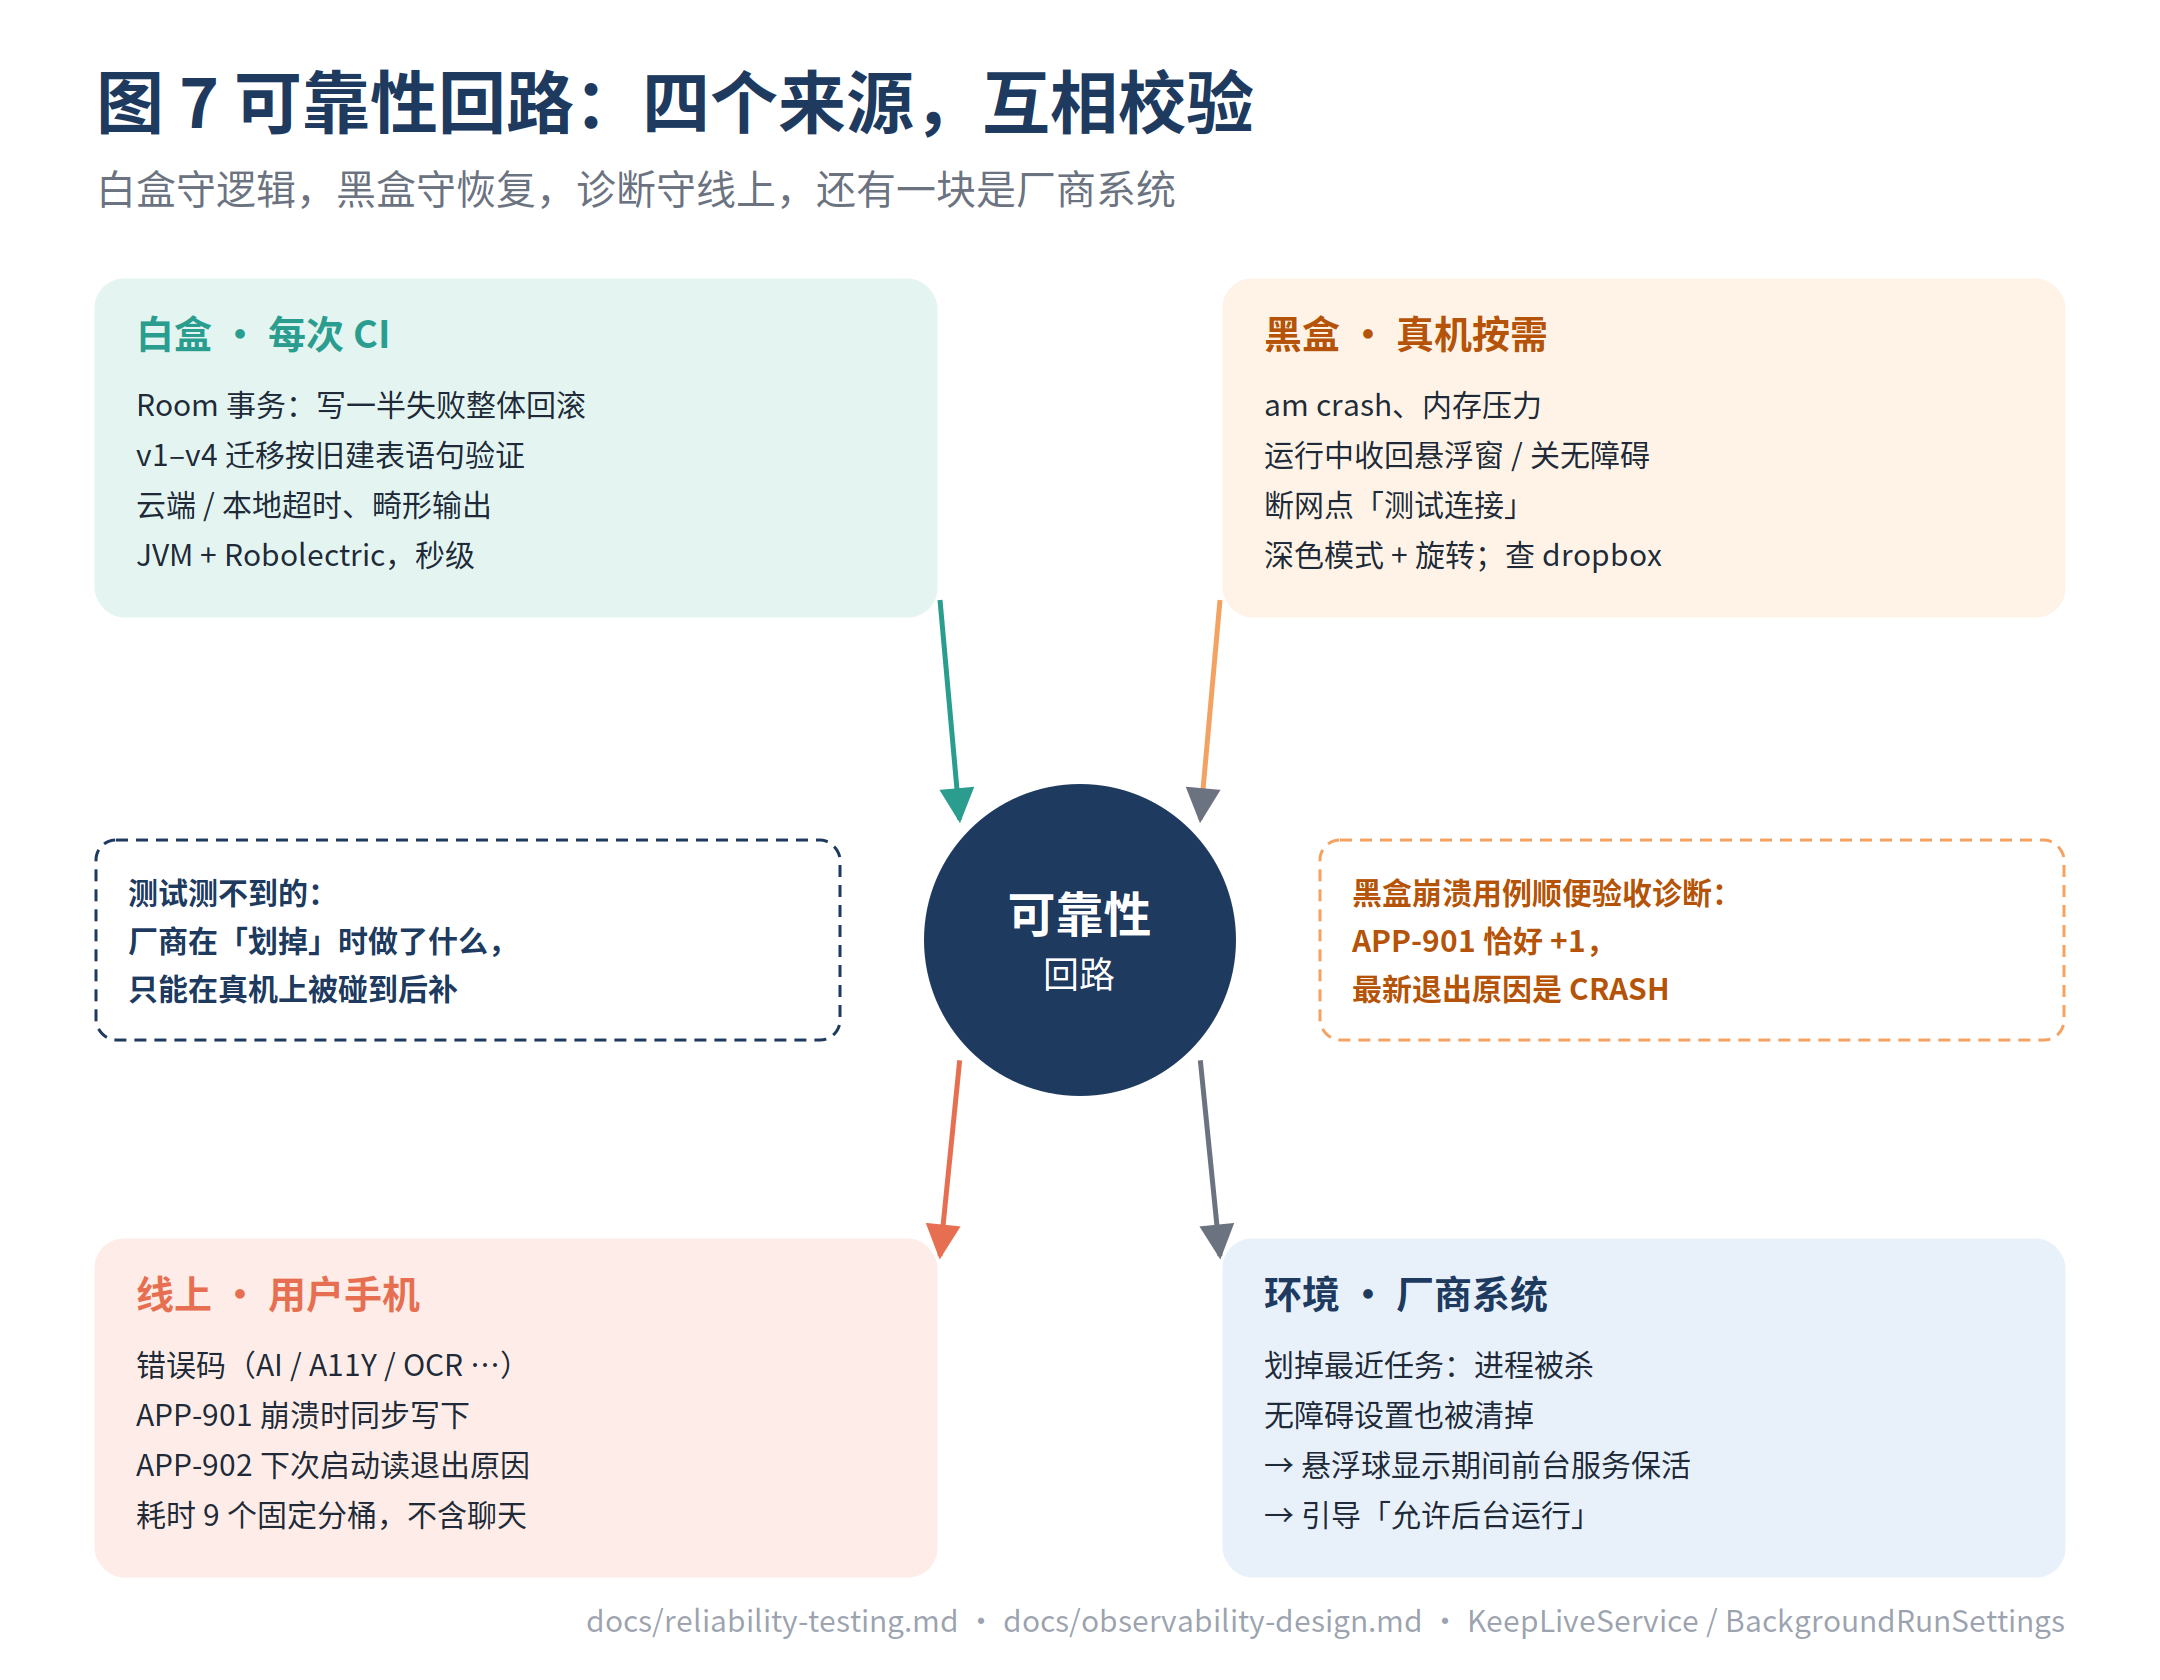 图 7 可靠性回路：四个来源，互相校验
白盒守逻辑，黑盒守恢复，诊断守线上，还有一块是厂商系统
白盒 · 每次 CI
Room 事务：写一半失败整体回滚
v1–v4 迁移按旧建表语句验证
云端 / 本地超时、畸形输出
JVM + Robolectric，秒级
黑盒 · 真机按需
am crash、内存压力
运行中收回悬浮窗 / 关无障碍
断网点「测试连接」
深色模式 + 旋转；查 dropbox
测试测不到的：
厂商在「划掉」时做了什么，
只能在真机上被碰到后补
可靠性
回路
黑盒崩溃用例顺便验收诊断：
APP-901 恰好 +1，
最新退出原因是 CRASH
线上 · 用户手机
错误码（AI / A11Y / OCR ⋯）
APP-901 崩溃时同步写下
APP-902 下次启动读退出原因
耗时 9 个固定分桶，不含聊天
环境 · 厂商系统
划掉最近任务：进程被杀
无障碍设置也被清掉
→ 悬浮球显示期间前台服务保活
→ 引导「允许后台运行」
docs/reliability-testing.md · docs/observability-design.md · KeepLiveService / BackgroundRunSettings